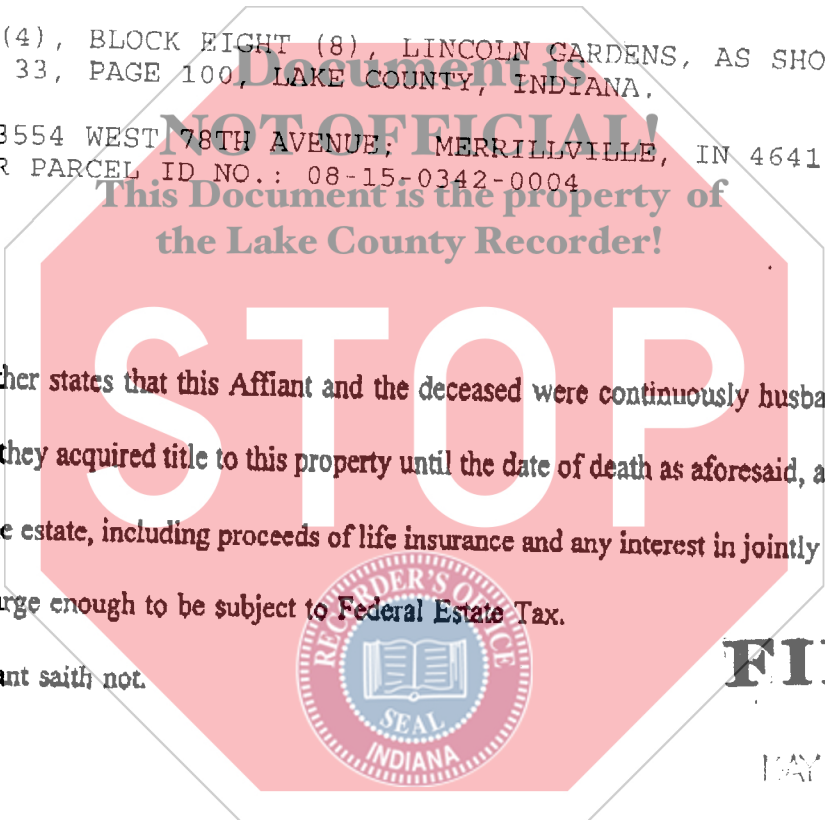 (4), BLOCK EIGHT (8), LINCOLN GARDENS, AS SHO
33, PAGE 100, LAKE COUNTY, INDIANA.
Document is
NOT OFFICIAL!
3554 WEST 78TH AVENUE; MERRILLVILLE, IN 4641
R PARCEL ID NO.: 08-15-0342-0004
This Document is the property of
the Lake County Recorder!
STOP
her states that this Affiant and the deceased were continuously husba
they acquired title to this property until the date of death as aforesaid, a
e estate, including proceeds of life insurance and any interest in jointly
rge enough to be subject to Federal Estate Tax.
ant saith not.
RECORDER'S OFFICE
SEAL
INDIANA
FI
MAY